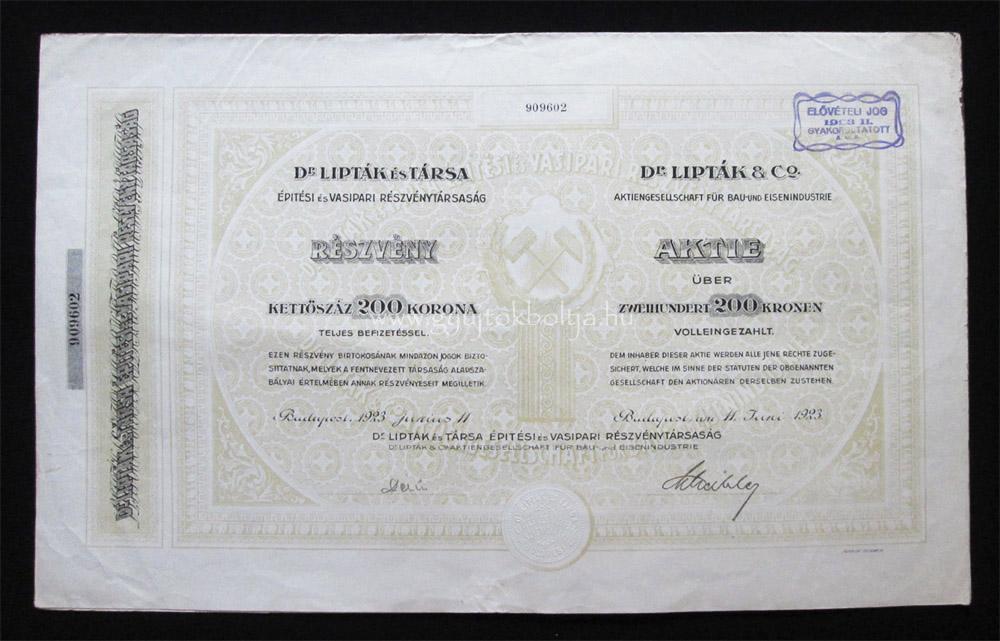 909602
ELŐVÉTELI JOG
1923 II.
GYAKOROLTATOTT
DR. LIPTÁK ÉS TÁRSA
ÉPITÉSI ÉS VASIPARI RÉSZVÉNYTÁRSASÁG
RÉSZVÉNY
KETTŐSZÁZ 200 KORONA
TELJES BEFIZETÉSSEL.
EZEN RÉSZVÉNY BIRTOKOSÁNAK MINDAZON JOGOK BIZTO-
SITTATNAK, MELYEK A FENTNEVEZETT TÁRSASÁG ALAPSZA-
BÁLYAI ÉRTELMÉBEN ANNAK RÉSZVÉNYESEIT MEGILLETIK.
Budapest, 1923 junius 11
DR. LIPTÁK & CO.
AKTIENGESELLSCHAFT FÜR BAU- UND EISENINDUSTRIE
AKTIE
ÜBER
ZWEIHUNDERT 200 KRONEN
VOLLEINGEZAHLT.
DEM INHABER DIESER AKTIE WERDEN ALLE JENE RECHTE ZUGE-
SICHERT, WELCHE IM SINNE DER STATUTEN DER OBGENANNTEN
GESELLSCHAFT DEN AKTIONÄREN DERSELBEN ZUSTEHEN.
Budapest, am 11 Juni 1923
DR. LIPTÁK ÉS TÁRSA ÉPITÉSI ÉS VASIPARI RÉSZVÉNYTÁRSASÁG
DR. LIPTÁK & CO. AKTIENGESELLSCHAFT FÜR BAU- UND EISENINDUSTRIE
909602
www.gyujtokboltja.hu